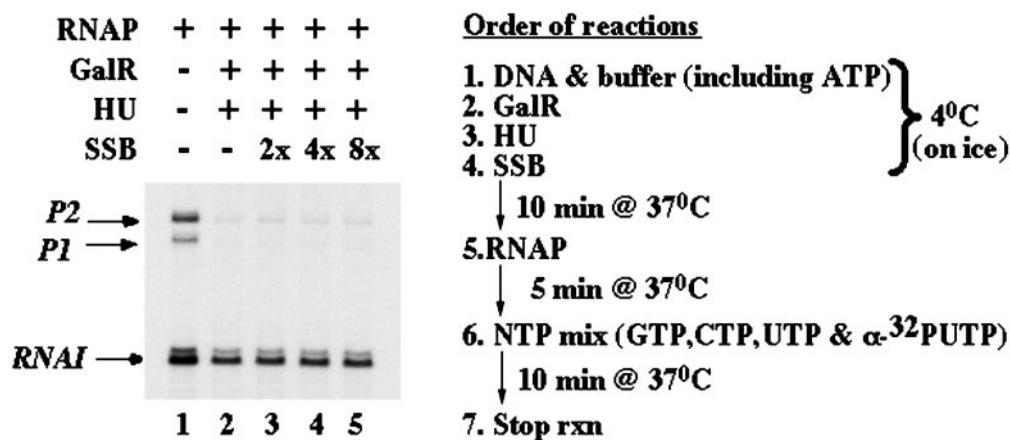 RNAP + + + + +
GalR - + + + +
HU - + + + +
SSB - - 2x 4x 8x
P2
P1
RNAI
1 2 3 4 5
Order of reactions
1. DNA & buffer (including ATP)
2. GalR
3. HU
4. SSB
4⁰C
(on ice)
10 min @ 37⁰C
5.RNAP
5 min @ 37⁰C
6. NTP mix (GTP,CTP,UTP & α-³²PUTP)
10 min @ 37⁰C
7. Stop rxn